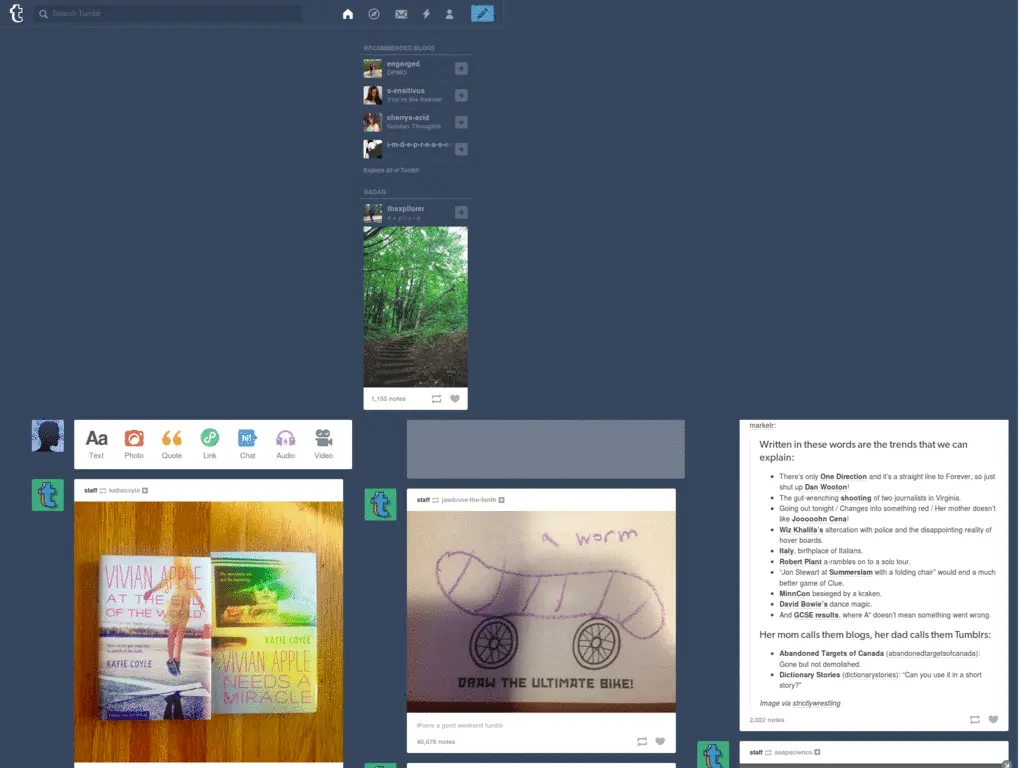 t
Search Tumblr
RECOMMENDED BLOGS
engorged
OPMO
s-ensitivus
You're like heaven
cherrys-acid
Golden Thoughts
i-m-d-e-p-r-e-s-s-e
Explore all of Tumblr
RADAR
thexpllorer
1,155 notes
Aa
Text
Photo
Quote
Link
hi!
Chat
Audio
Video
staff katiecoyle
VIVIAN APPLE
AT THE END
OF THE WORLD
KATIE COYLE
KATIE COYLE
VIVIAN APPLE
NEEDS A
MIRACLE
staff jawbone-the-tenth
a worm
DRAW THE ULTIMATE BIKE!
#have a good weekend tumblr
40,676 notes
marketr:
Written in these words are the trends that we can
explain:
There's only One Direction and it's a straight line to Forever, so just
shut up Dan Wooton!
The gut-wrenching shooting of two journalists in Virginia.
Going out tonight / Changes into something red / Her mother doesn't
like Jooooohn Cena!
Wiz Khalifa's altercation with police and the disappointing reality of
hover boards.
Italy, birthplace of Italians.
Robert Plant a-rambles on to a solo tour.
"Jon Stewart at Summerslam with a folding chair" would end a much
better game of Clue.
MinnCon besieged by a kraken.
David Bowie's dance magic.
And GCSE results, where A* doesn't mean something went wrong.
Her mom calls them blogs, her dad calls them Tumblrs:
Abandoned Targets of Canada (abandonedtargetsofcanada):
Gone but not demolished.
Dictionary Stories (dictionarystories): "Can you use it in a short
story?"
Image via strictlywrestling
2,022 notes
staff asapscience